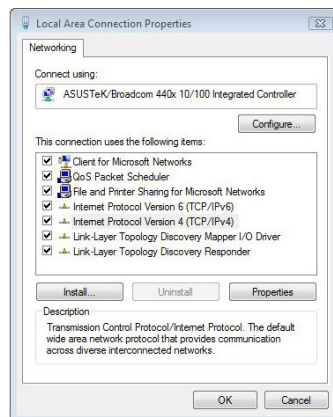 Local Area Connection Properties
Networking
Connect using:
ASUSTeK/Broadcom 440x 10/100 Integrated Controller
Configure...
This connection uses the following items:
Client for Microsoft Networks
QoS Packet Scheduler
File and Printer Sharing for Microsoft Networks
Internet Protocol Version 6 (TCP/IPv6)
Internet Protocol Version 4 (TCP/IPv4)
Link-Layer Topology Discovery Mapper I/O Driver
Link-Layer Topology Discovery Responder
Install... Uninstall Properties
Description
Transmission Control Protocol/Internet Protocol. The default
wide area network protocol that provides communication
across diverse interconnected networks.
OK Cancel